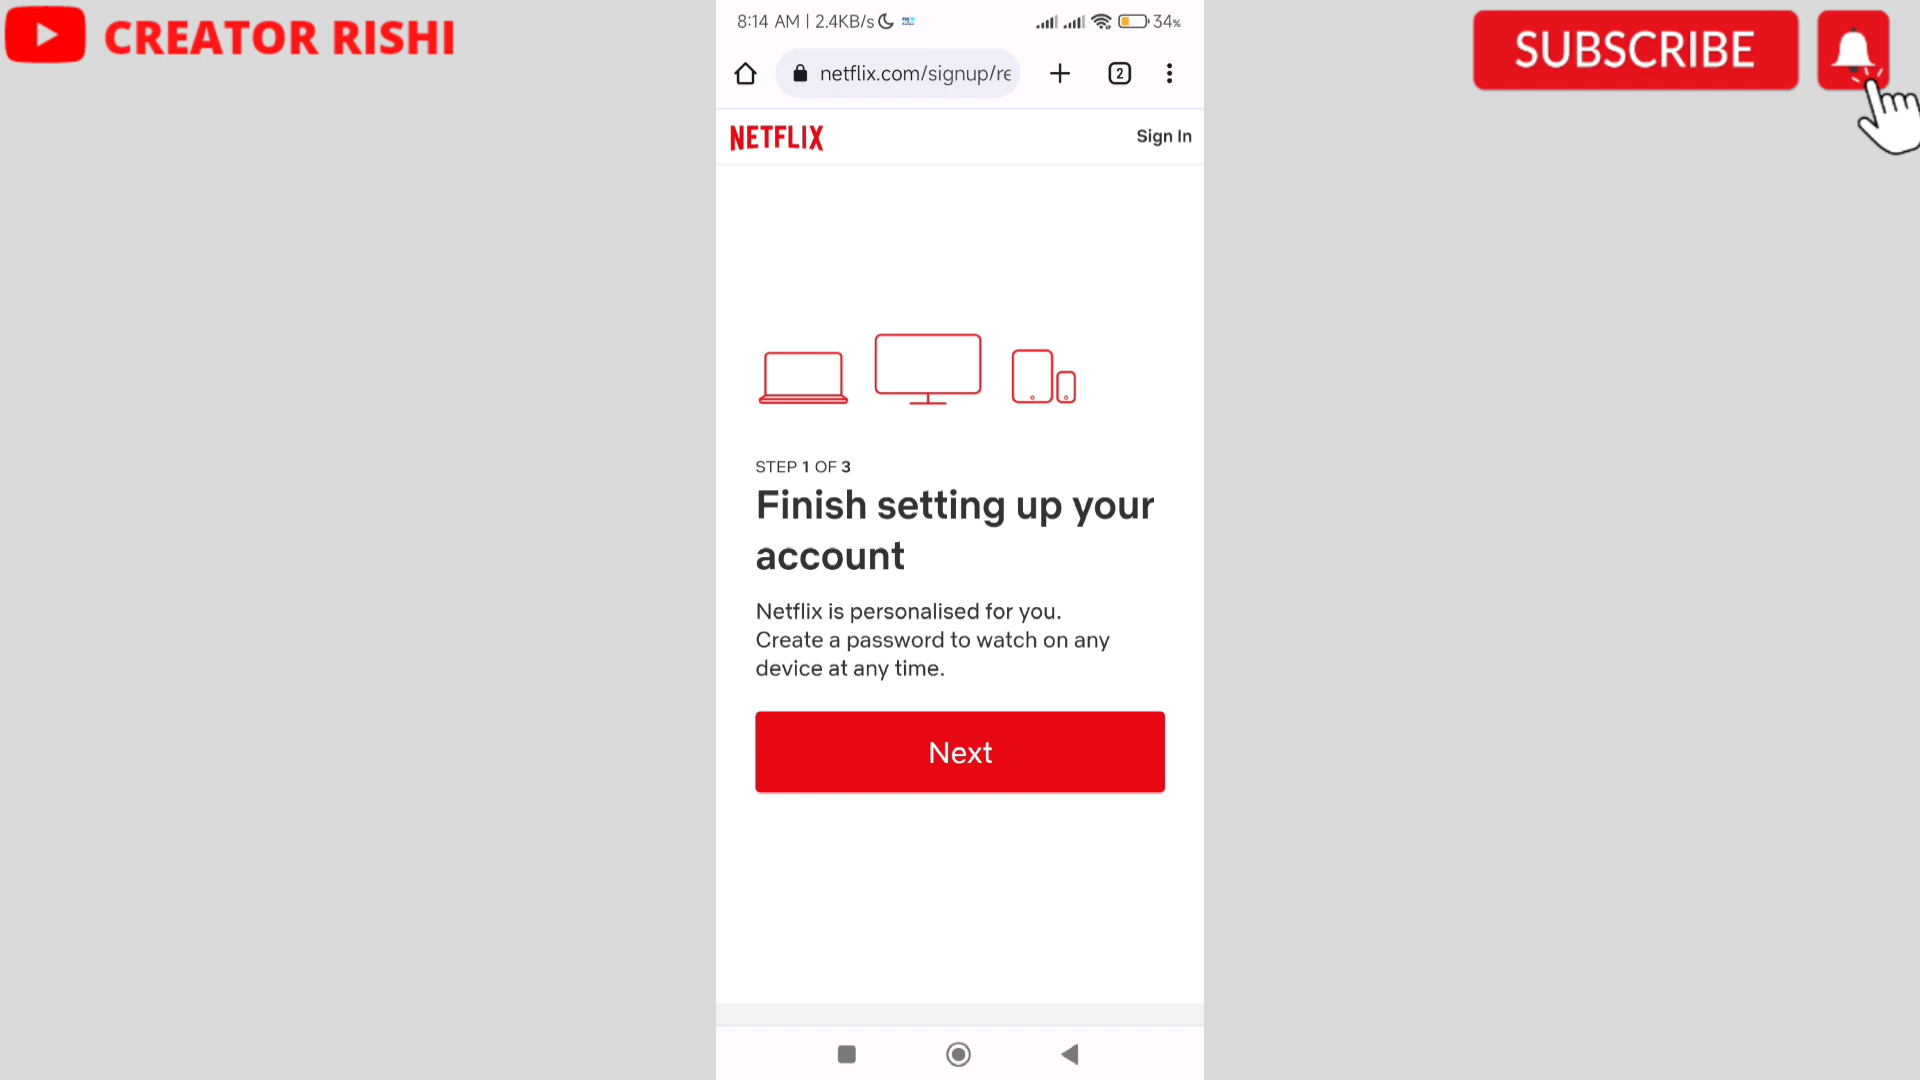 CREATOR RISHI
SUBSCRIBE
8:14 AM | 2.4KB/s
34%
netflix.com/signup/re
2
NETFLIX
Sign In
STEP 1 OF 3
Finish setting up your
account
Netflix is personalised for you.
Create a password to watch on any
device at any time.
Next